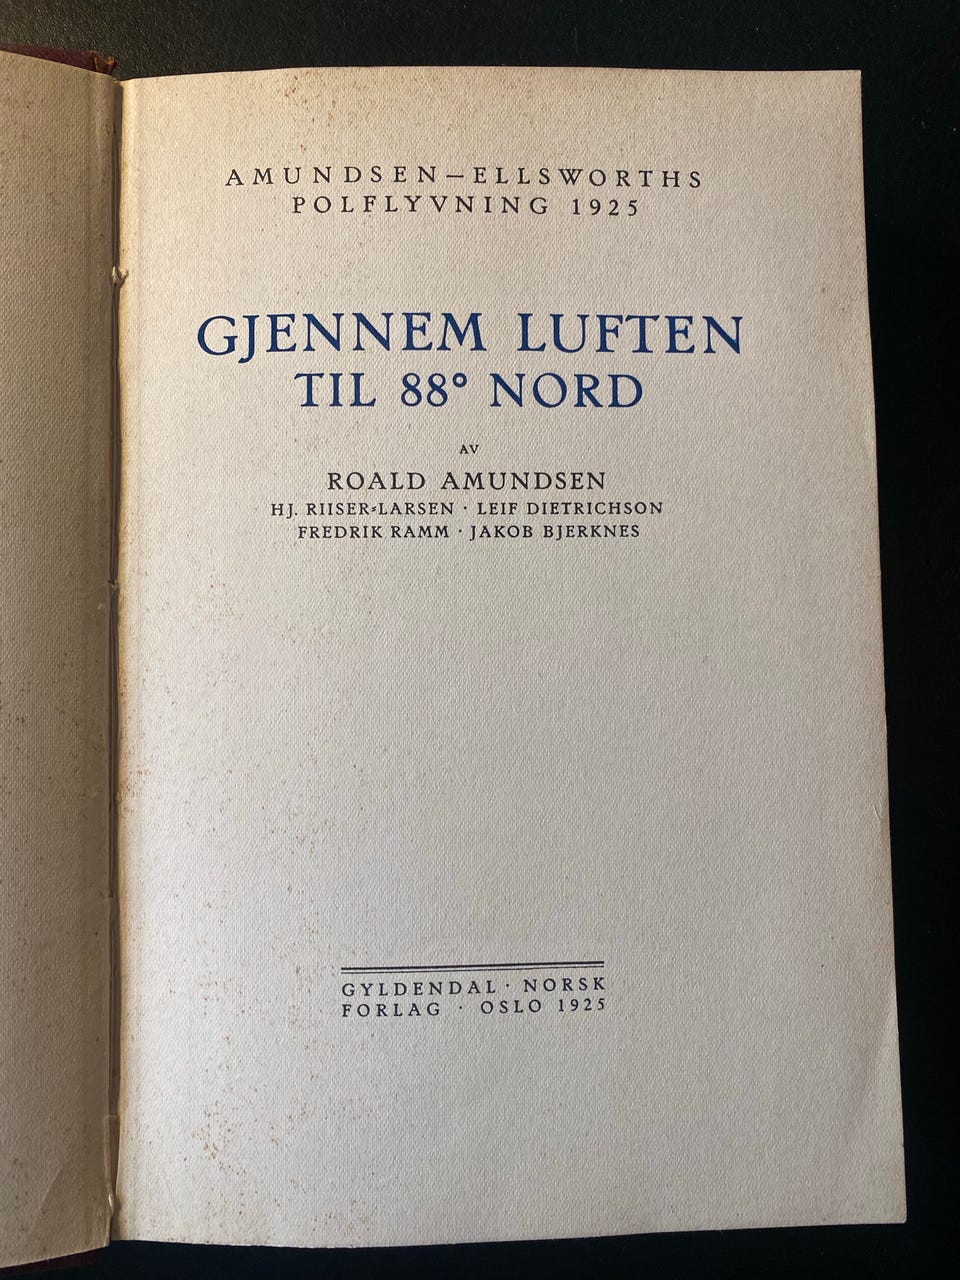 AMUNDSEN—ELLSWORTHS
POLFLYVNING 1925
GJENNEM LUFTEN
TIL 88° NORD
AV
ROALD AMUNDSEN
HJ. RIISER-LARSEN · LEIF DIETRICHSON
FREDRIK RAMM · JAKOB BJERKNES
GYLDENDAL · NORSK
FORLAG · OSLO 1925